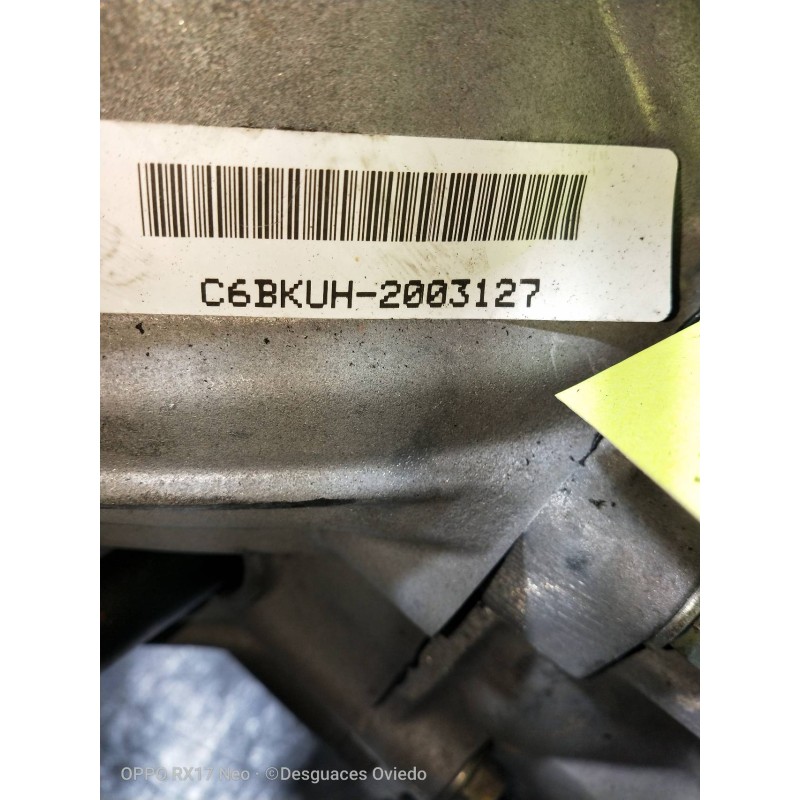 C6BKUH-2003127
OPPO RX17 Neo · ©Desguaces Oviedo